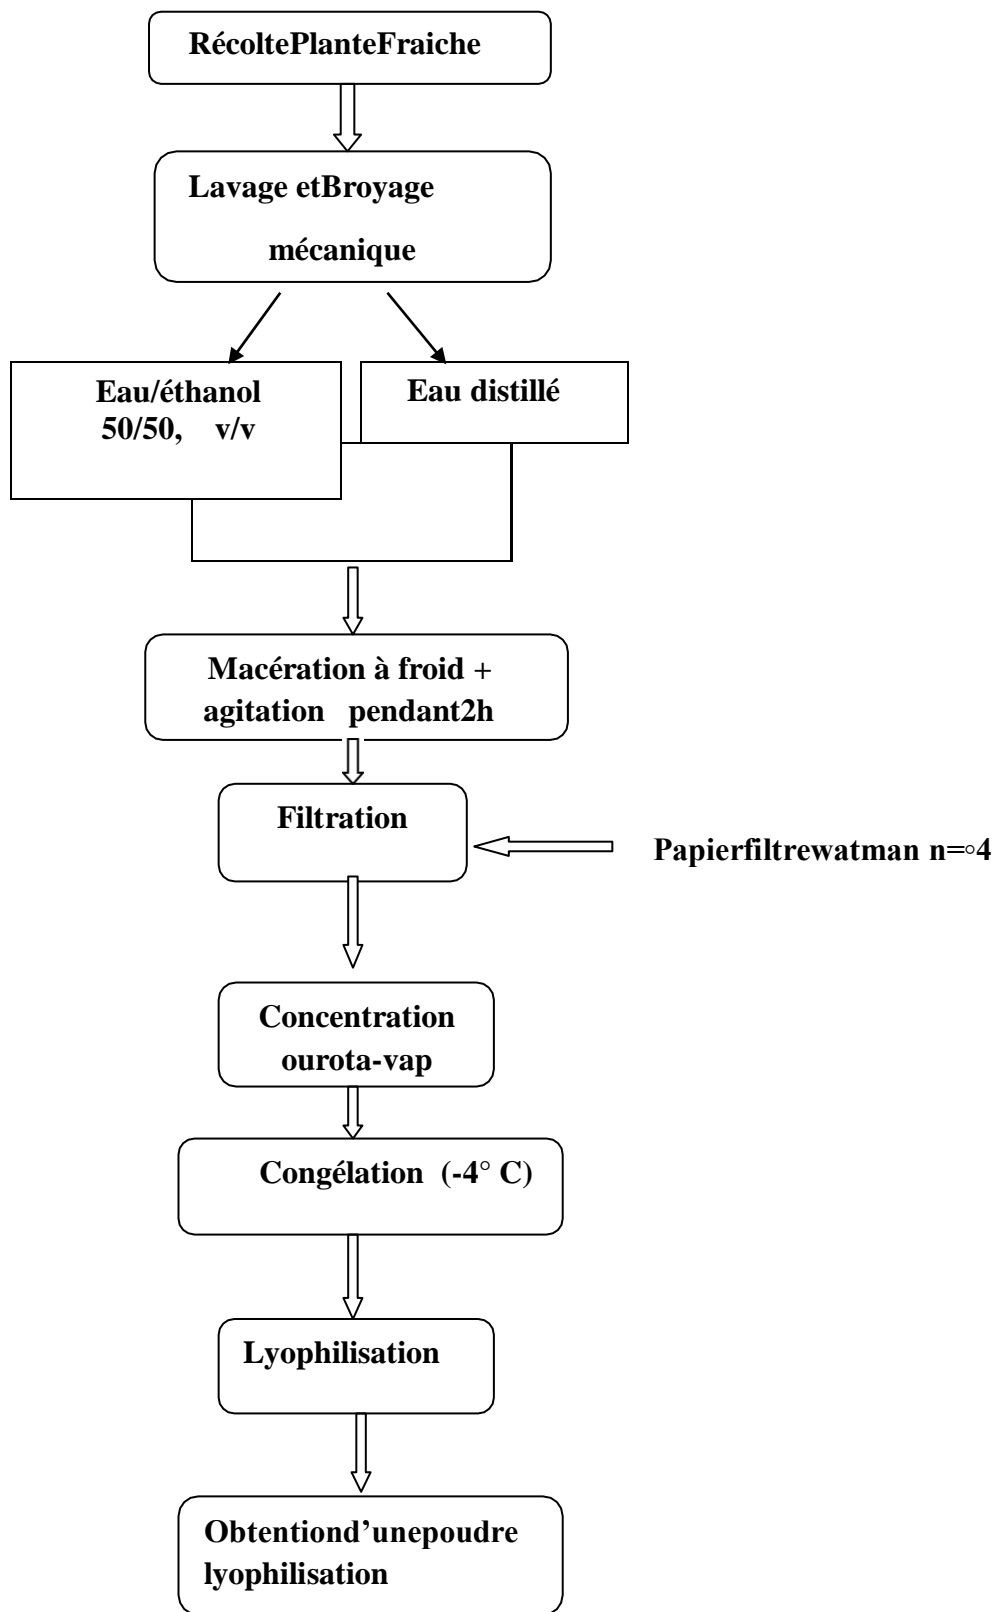 RécoltePlanteFraiche
Lavage etBroyage
mécanique
Eau/éthanol
50/50, v/v
Eau distillé
Macération à froid +
agitation pendant2h
Filtration
Papierfiltrewatman n=°4
Concentration
ourota-vap
Congélation (-4° C)
Lyophilisation
Obtentiond’unepoudre
lyophilisation